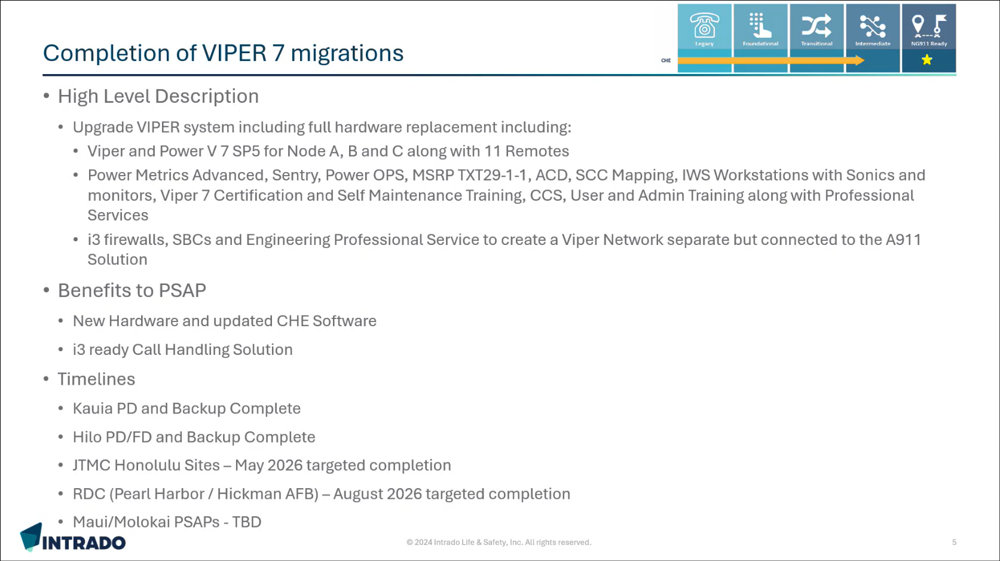 Legacy Foundational Transitional Intermediate NG911 Ready
CHE
Completion of VIPER 7 migrations
• High Level Description
• Upgrade VIPER system including full hardware replacement including:
• Viper and Power V 7 SP5 for Node A, B and C along with 11 Remotes
• Power Metrics Advanced, Sentry, Power OPS, MSRP TXT29-1-1, ACD, SCC Mapping, IWS Workstations with Sonics and
monitors, Viper 7 Certification and Self Maintenance Training, CCS, User and Admin Training along with Professional
Services
• i3 firewalls, SBCs and Engineering Professional Service to create a Viper Network separate but connected to the A911
Solution
• Benefits to PSAP
• New Hardware and updated CHE Software
• i3 ready Call Handling Solution
• Timelines
• Kauia PD and Backup Complete
• Hilo PD/FD and Backup Complete
• JTMC Honolulu Sites – May 2026 targeted completion
• RDC (Pearl Harbor / Hickman AFB) – August 2026 targeted completion
• Maui/Molokai PSAPs - TBD
INTRADO
© 2024 Intrado Life & Safety, Inc. All rights reserved.
5